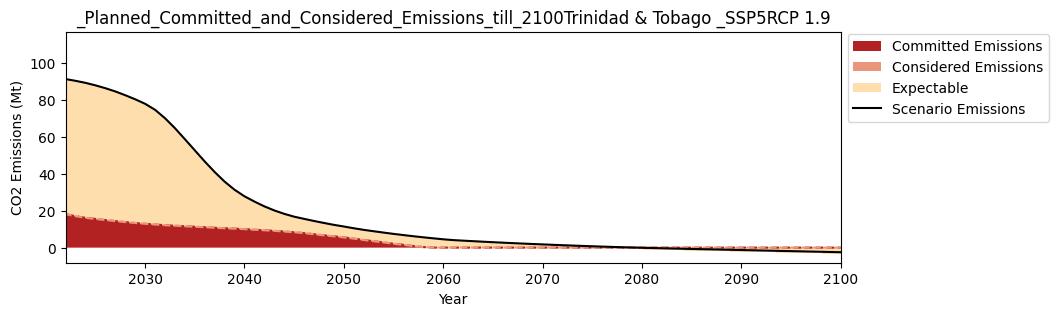 _Planned_Committed_and_Considered_Emissions_till_2100Trinidad & Tobago _SSP5RCP 1.9
CO2 Emissions (Mt)
100
80
60
40
20
0
2030 2040 2050 2060 2070 2080 2090 2100
Year
Committed Emissions
Considered Emissions
Expectable
Scenario Emissions